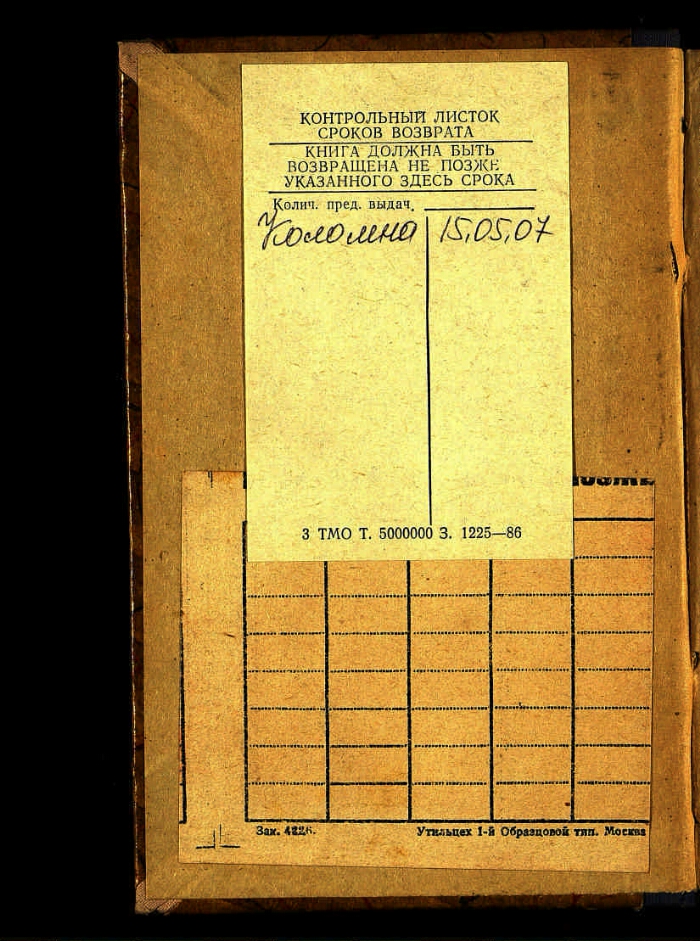 КОНТРОЛЬНЫЙ ЛИСТОК
СРОКОВ ВОЗВРАТА
КНИГА ДОЛЖНА БЫТЬ
ВОЗВРАЩЕНА НЕ ПОЗЖЕ
УКАЗАННОГО ЗДЕСЬ СРОКА
Колич. пред. выдач.
Коломна 15.05.07
3 ТМО Т. 5000000 З. 1225—86
Зак. 4226. Утильцех 1-й Образцовой тип. Москва